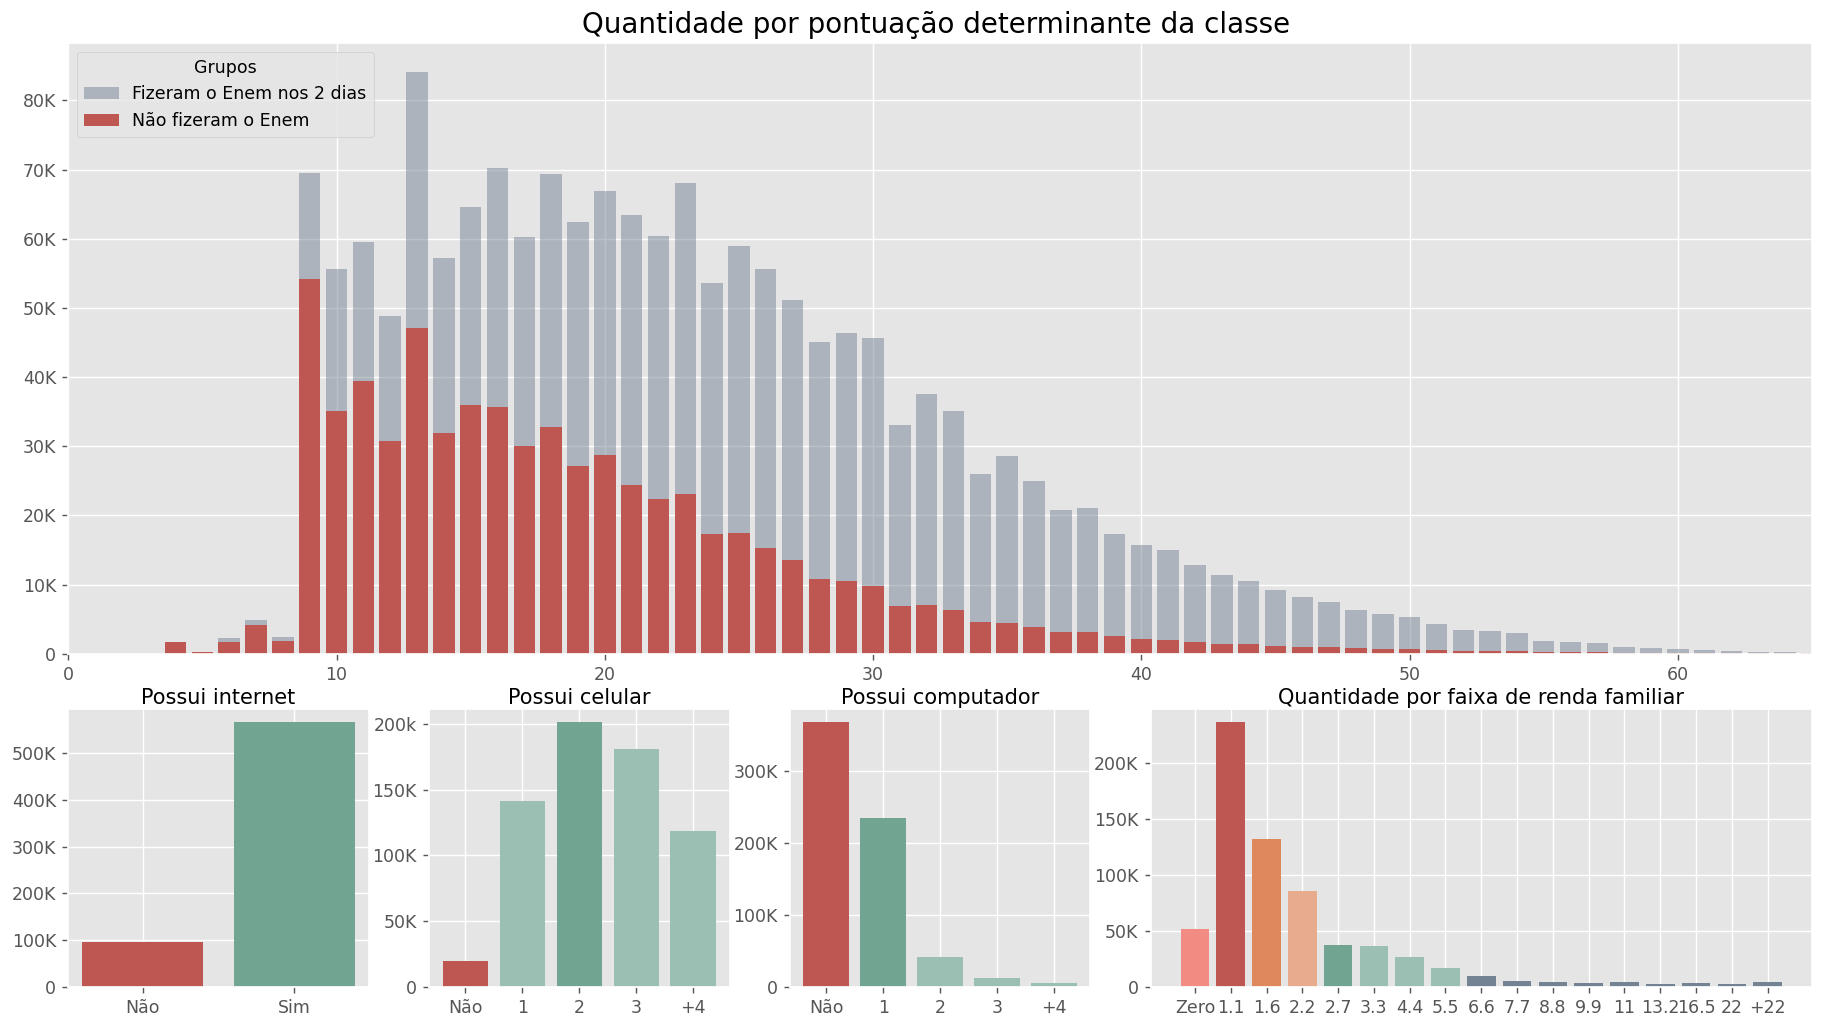 Quantidade por pontuação determinante da classe
Grupos
Fizeram o Enem nos 2 dias
Não fizeram o Enem
80K
70K
60K
50K
40K
30K
20K
10K
0
0 10 20 30 40 50 60
Possui internet
500K
400K
300K
200K
100K
0
Não Sim
Possui celular
200k
150K
100K
50K
0
Não 1 2 3 +4
Possui computador
300K
200K
100K
0
Não 1 2 3 +4
Quantidade por faixa de renda familiar
200K
150K
100K
50K
0
Zero 1.1 1.6 2.2 2.7 3.3 4.4 5.5 6.6 7.7 8.8 9.9 11 13.2 16.5 22 +22